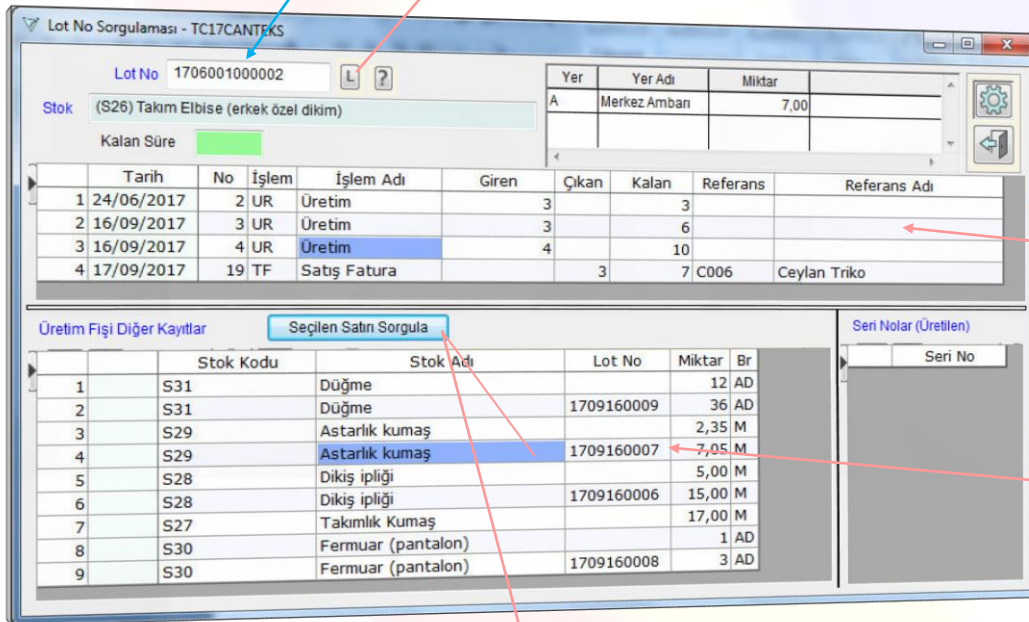 Lot No Sorgulaması - TC17CANTEKS
Lot No 1706001000002 L ?
Stok (S26) Takım Elbise (erkek özel dikim)
Kalan Süre
Yer Yer Adı Miktar
A Merkez Ambarı 7,00
Tarih No İşlem İşlem Adı Giren Çıkan Kalan Referans Referans Adı
1 24/06/2017 2 UR Üretim 3 3
2 16/09/2017 3 UR Üretim 3 6
3 16/09/2017 4 UR Üretim 4 10
4 17/09/2017 19 TF Satış Fatura 3 7 C006 Ceylan Triko
Üretim Fişi Diğer Kayıtlar Seçilen Satırı Sorgula
Stok Kodu Stok Adı Lot No Miktar Br
1 S31 Düğme 12 AD
2 S31 Düğme 1709160009 36 AD
3 S29 Astarlık kumaş 2,35 M
4 S29 Astarlık kumaş 1709160007 7,05 M
5 S28 Dikiş ipliği 5,00 M
6 S28 Dikiş ipliği 1709160006 15,00 M
7 S27 Takımlık Kumaş 17,00 M
8 S30 Fermuar (pantalon) 1 AD
9 S30 Fermuar (pantalon) 1709160008 3 AD
Seri Nolar (Üretilen)
Seri No